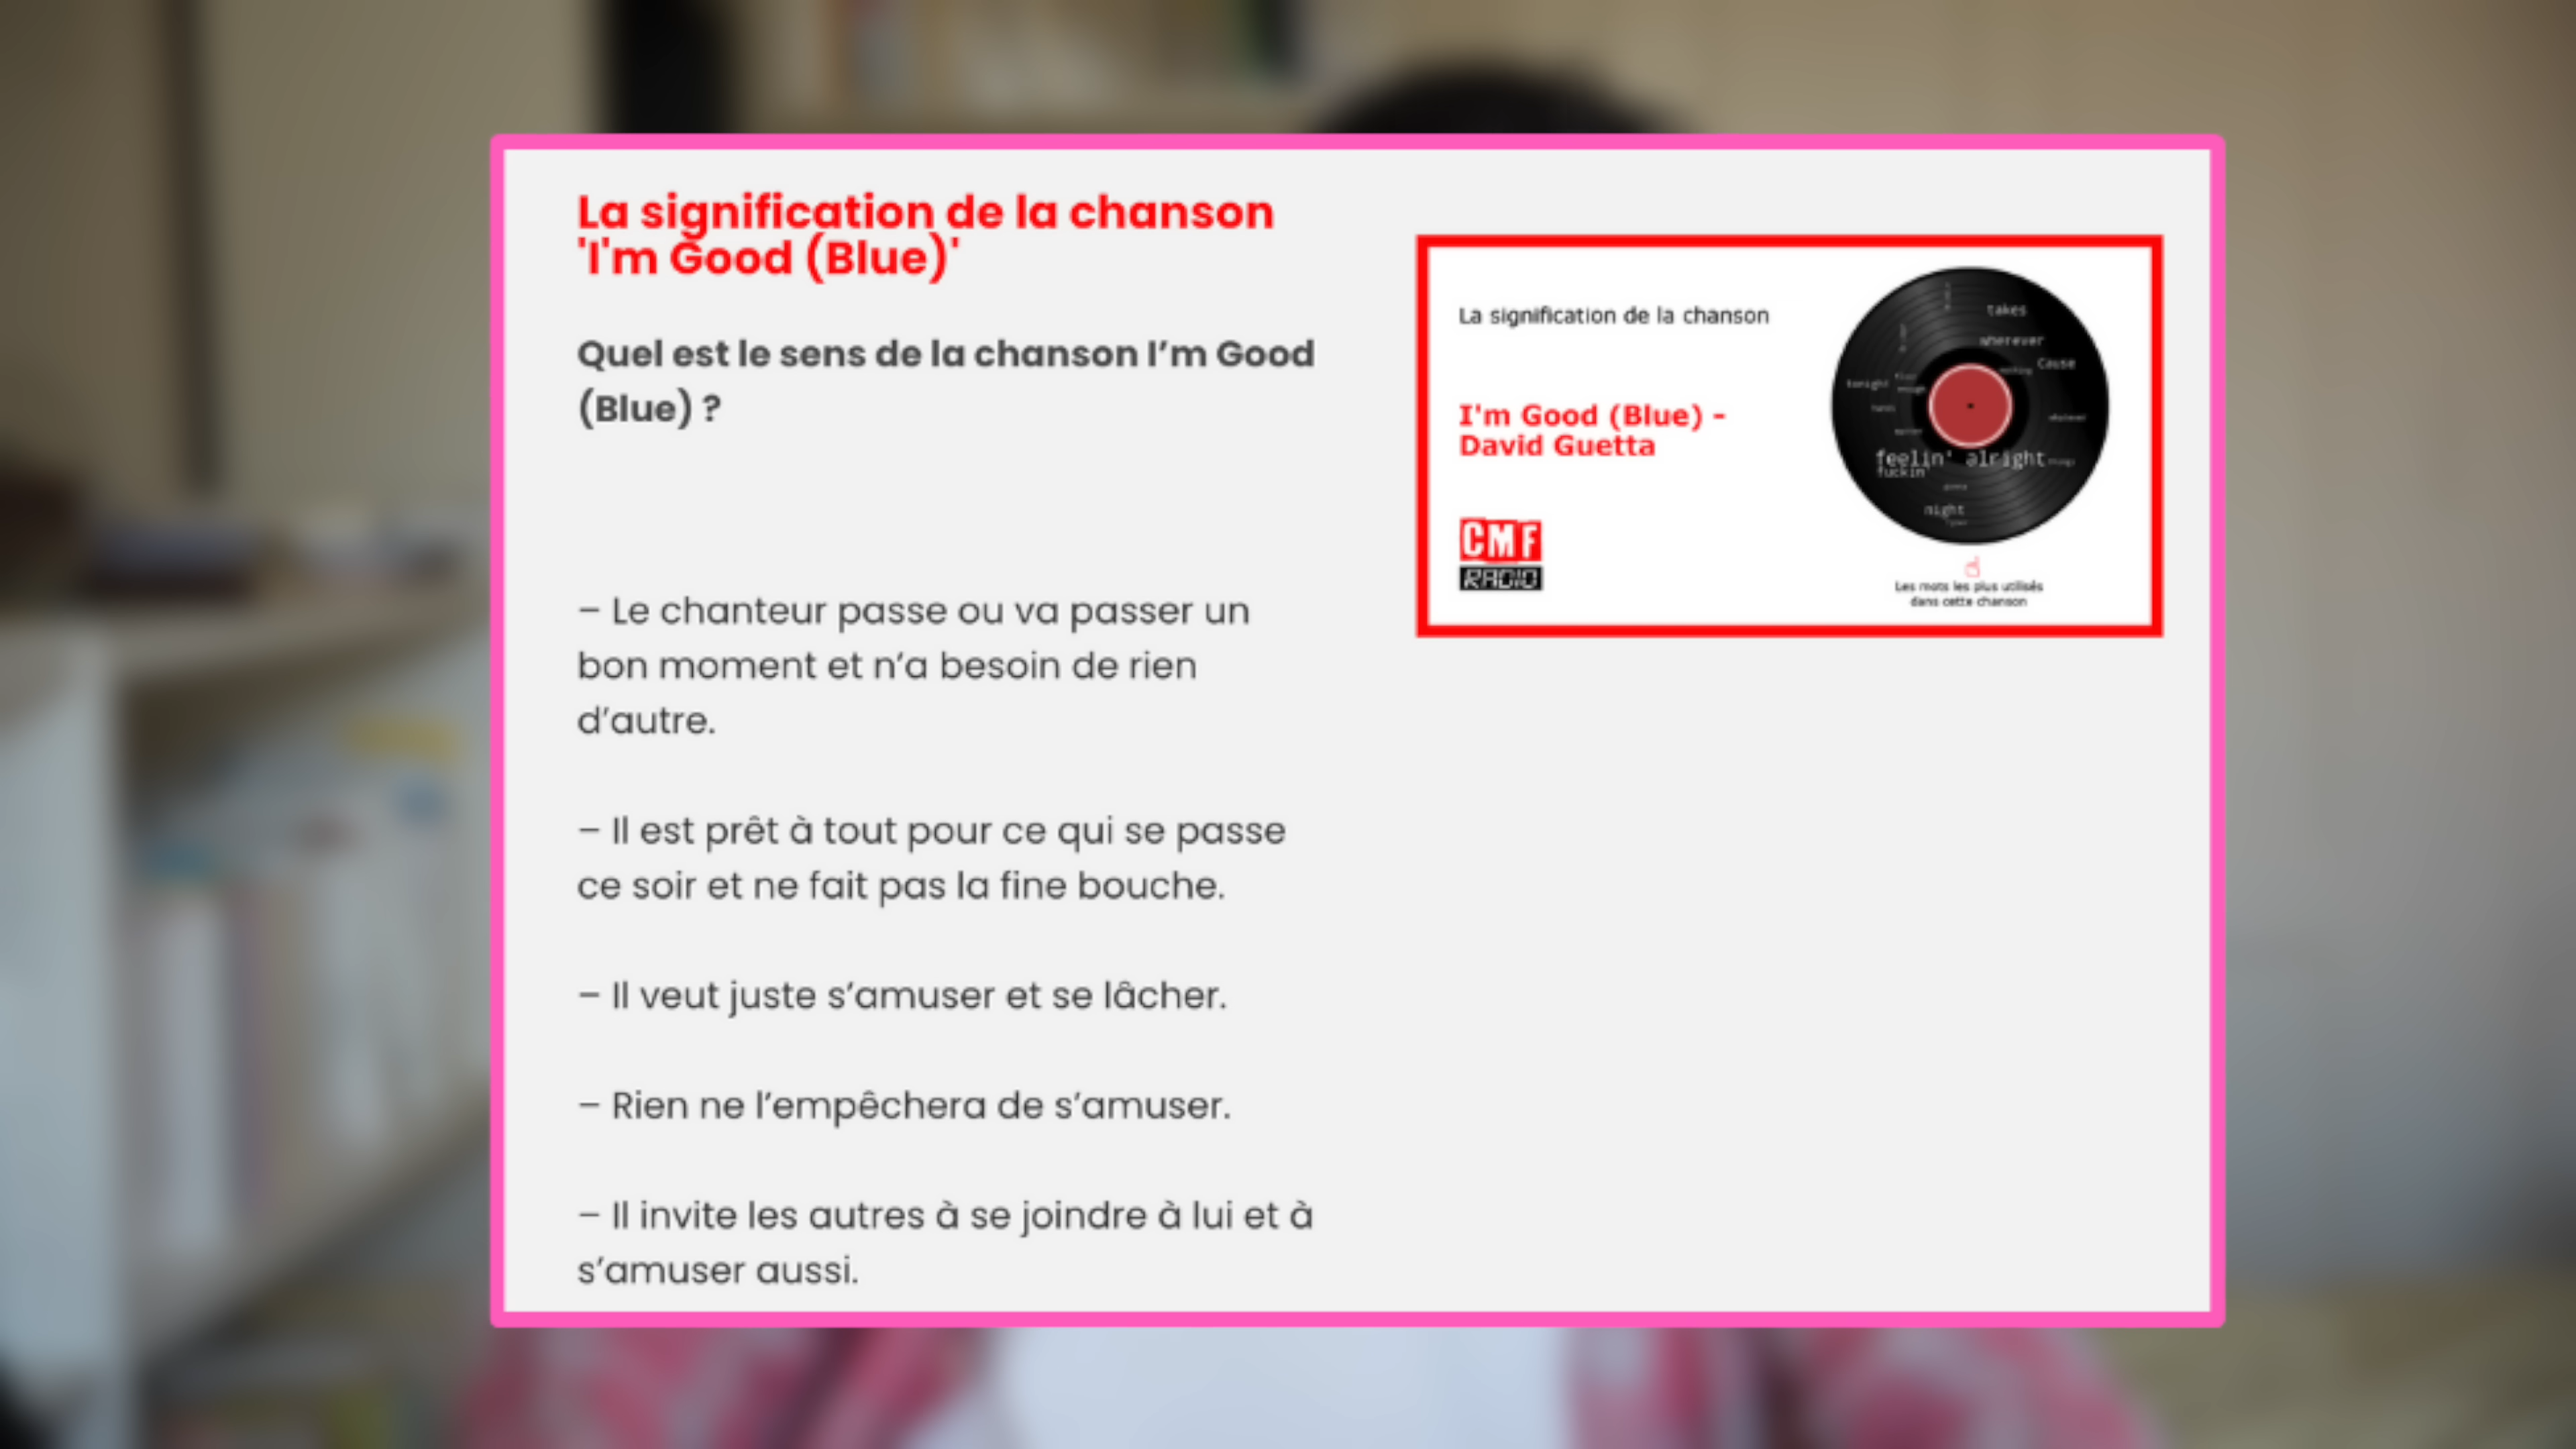 La signification de la chanson
'I'm Good (Blue)'
Quel est le sens de la chanson I’m Good
(Blue) ?
– Le chanteur passe ou va passer un
bon moment et n’a besoin de rien
d’autre.
– Il est prêt à tout pour ce qui se passe
ce soir et ne fait pas la fine bouche.
– Il veut juste s’amuser et se lâcher.
– Rien ne l’empêchera de s’amuser.
– Il invite les autres à se joindre à lui et à
s’amuser aussi.
La signification de la chanson
I'm Good (Blue) -
David Guetta
CMF
RADIO
takes
wherever
Cause
tonight
feelin' alright
fuckin'
night
Les mots les plus utilisés
dans cette chanson